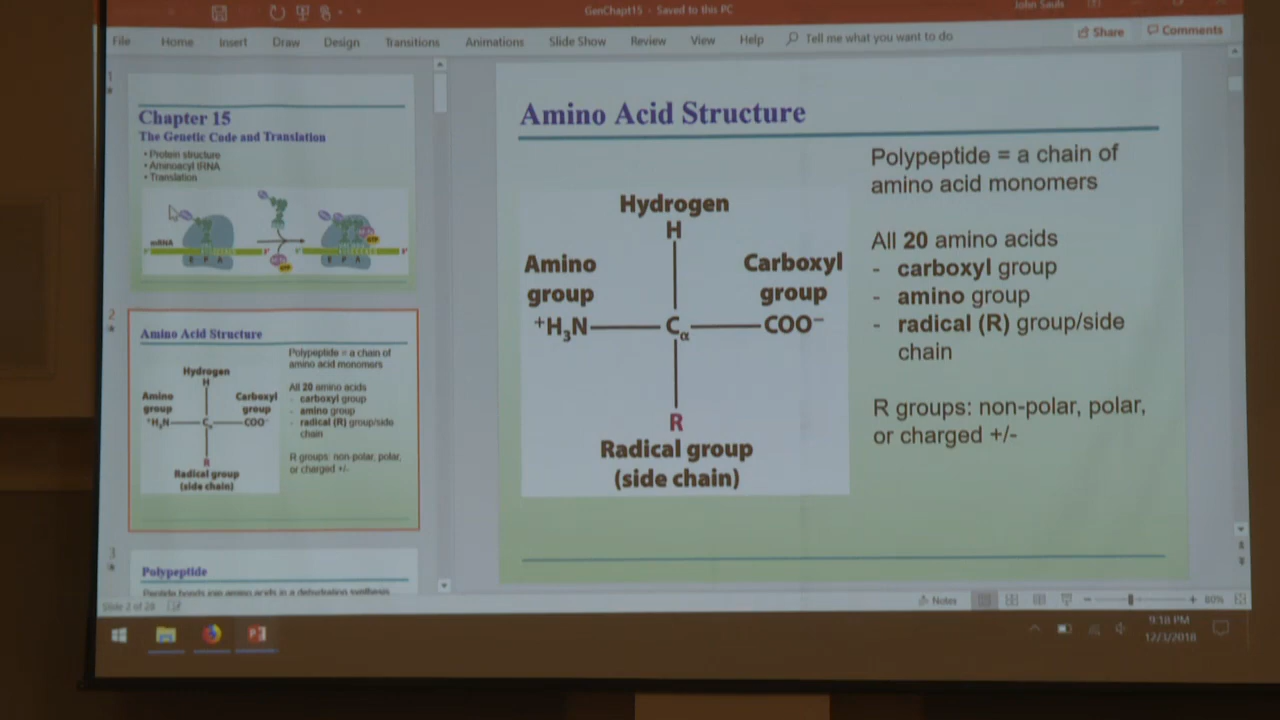 GenChapt15 - Saved to this PC
John Sauls
File Home Insert Draw Design Transitions Animations Slide Show Review View Help Tell me what you want to do
Share Comments
1
Chapter 15
The Genetic Code and Translation
• Protein structure
• Aminoacyl tRNA
• Translation
mRNA
E P A
E P A
2
Amino Acid Structure
Hydrogen
H
Amino group
Carboxyl group
⁺H₃N Cα COO⁻
R
Radical group
(side chain)
Polypeptide = a chain of
amino acid monomers
All 20 amino acids
- carboxyl group
- amino group
- radical (R) group/side
chain
R groups: non-polar, polar,
or charged +/-
3
Polypeptide
Peptide bonds join amino acids in a dehydration synthesis
Amino Acid Structure
Hydrogen
H
Amino
group
Carboxyl
group
⁺H₃N Cα COO⁻
R
Radical group
(side chain)
Polypeptide = a chain of
amino acid monomers
All 20 amino acids
- carboxyl group
- amino group
- radical (R) group/side
chain
R groups: non-polar, polar,
or charged +/-
Slide 2 of 29
Notes
80%
9:18 PM
12/3/2018